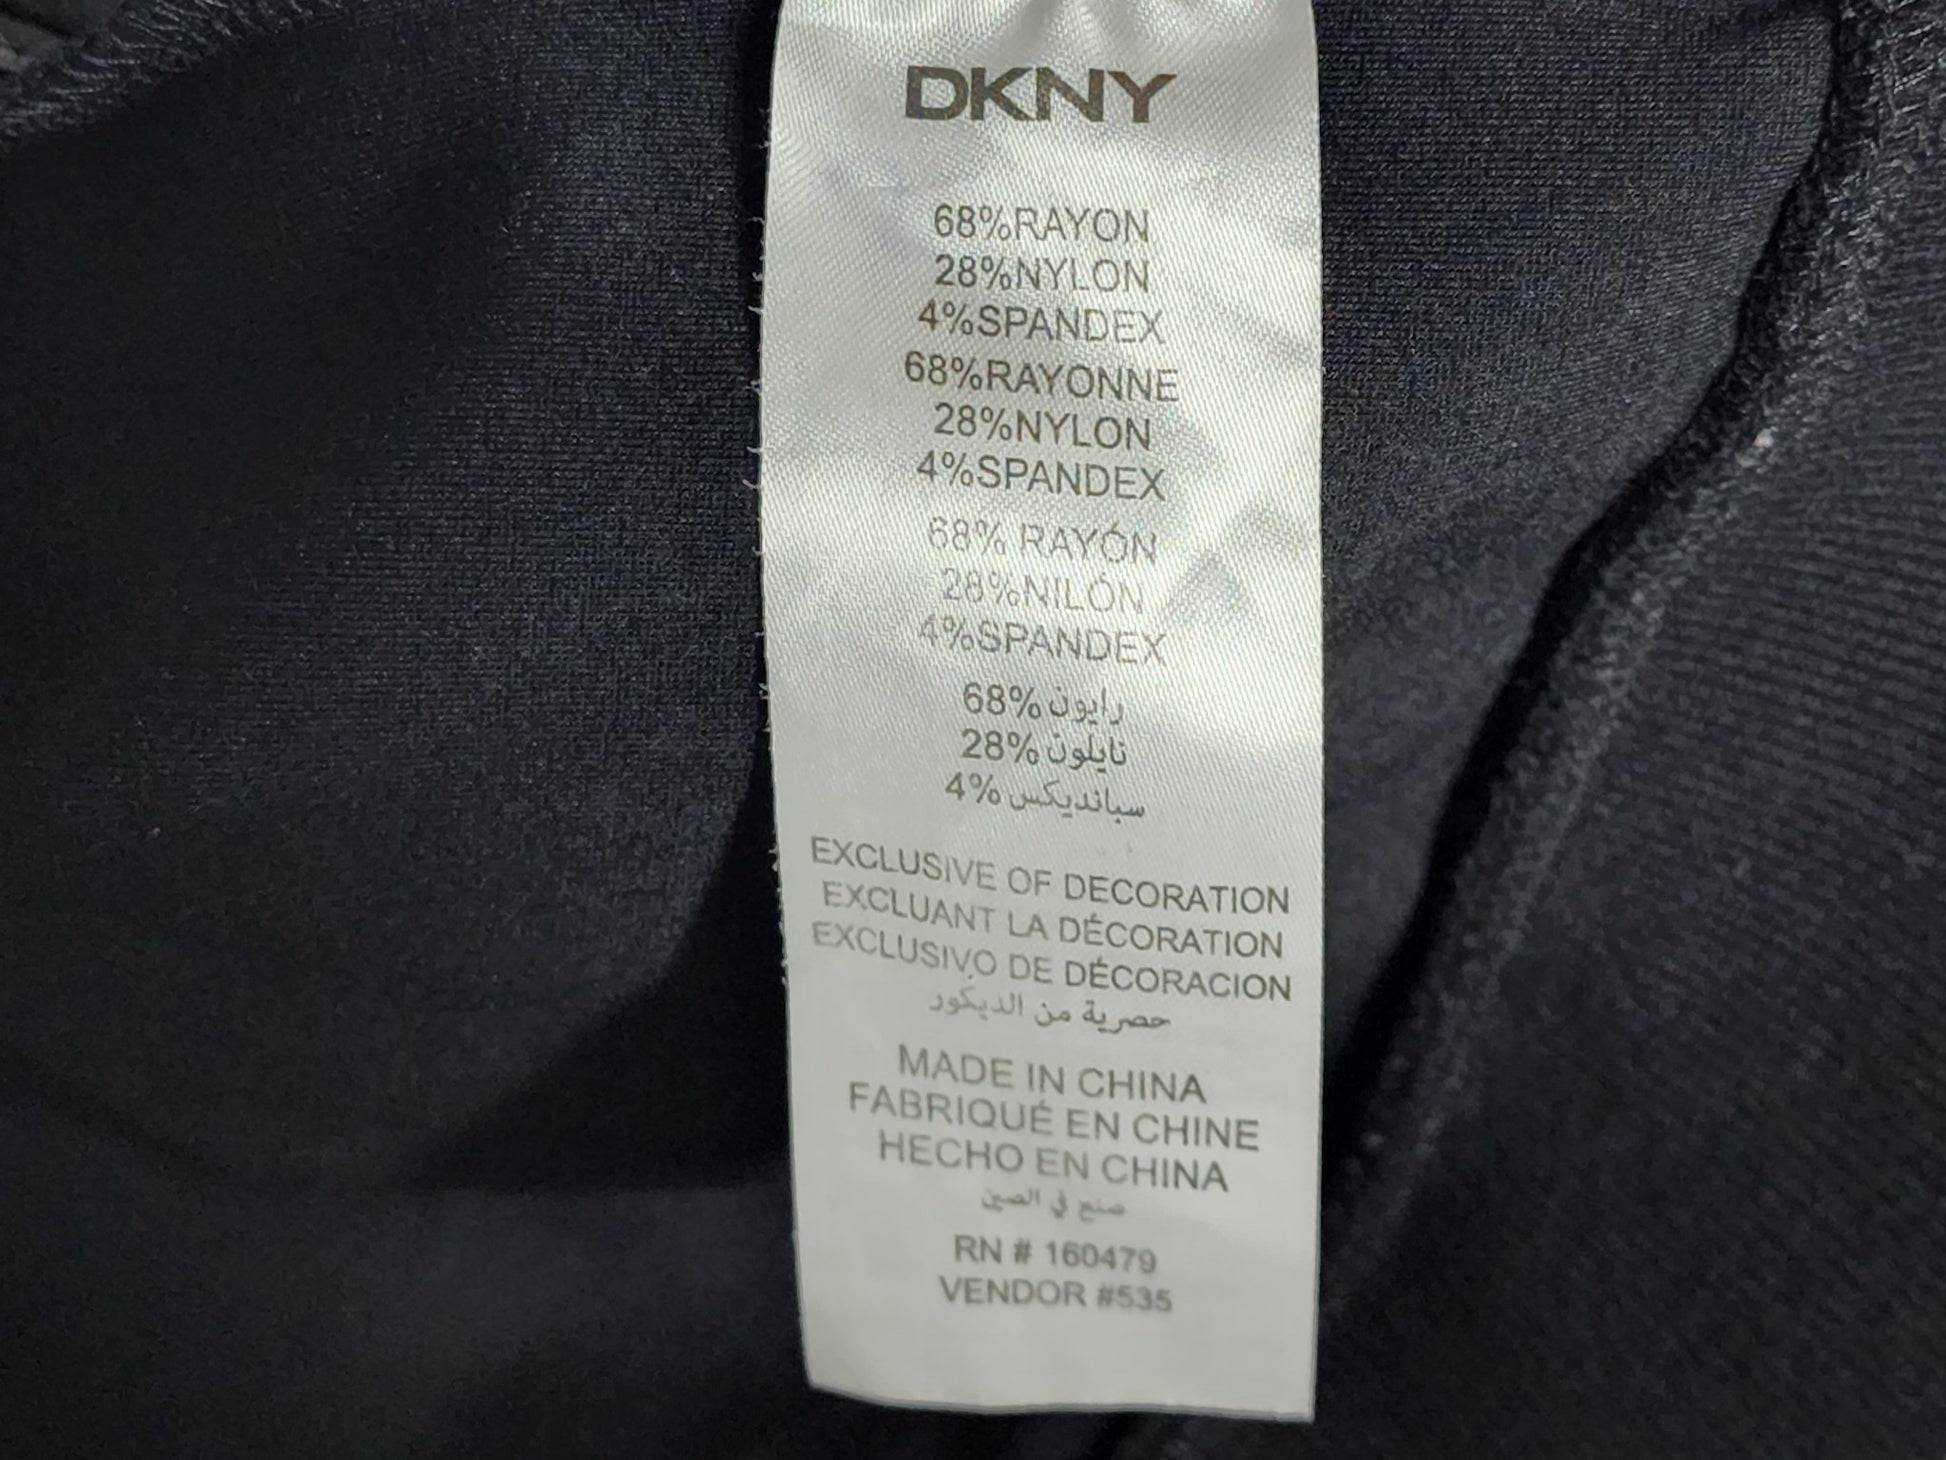 DKNY
68%RAYON
28%NYLON
4%SPANDEX
68%RAYONNE
28%NYLON
4%SPANDEX
68% RAYÓN
28%NILÓN
4%SPANDEX
رايون 68%
نايلون 28%
سبانديكس 4%
EXCLUSIVE OF DECORATION
EXCLUANT LA DÉCORATION
EXCLUSIVO DE DÉCORACION
حصرية من الديكور
MADE IN CHINA
FABRIQUÉ EN CHINE
HECHO EN CHINA
صنع في الصين
RN # 160479
VENDOR #535